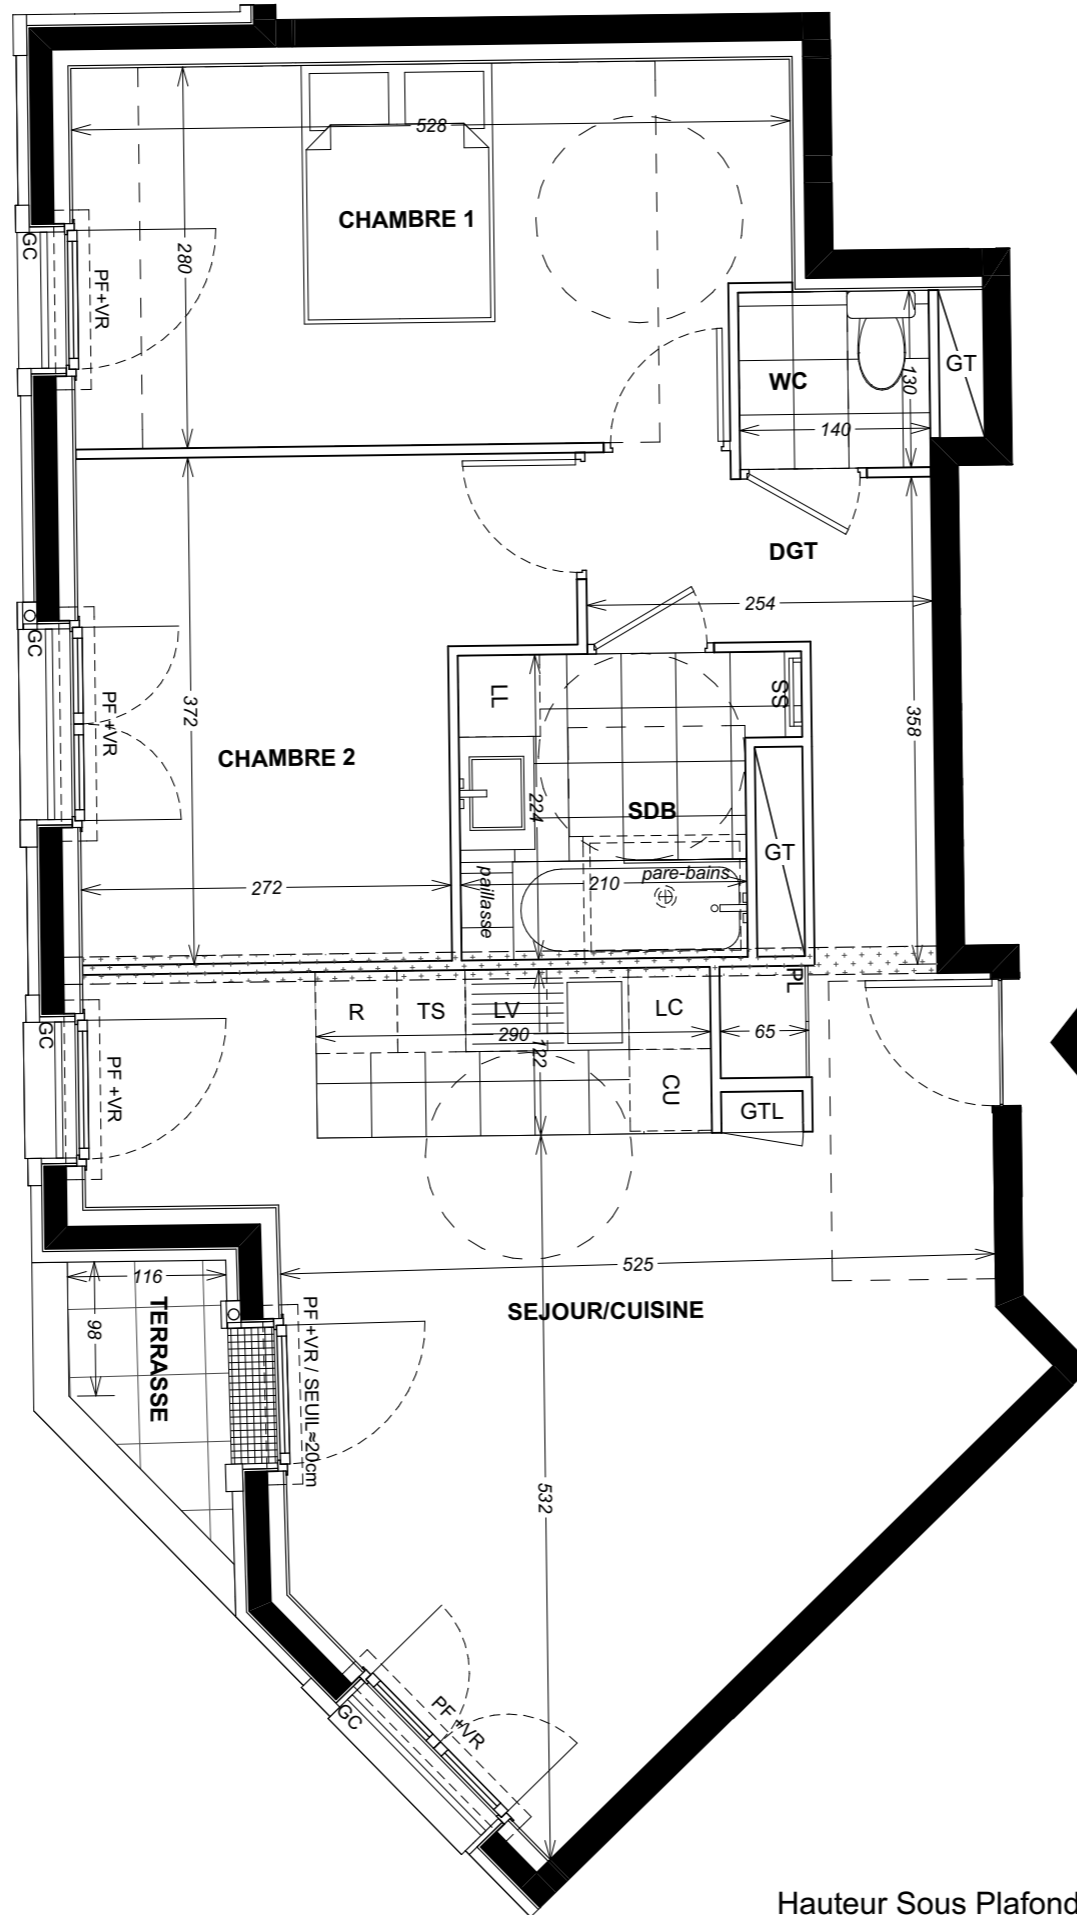 528
CHAMBRE 1
280
GC
PF+VR
WC
130
GT
140
DGT
254
GC
PF +VR
372
CHAMBRE 2
LL
SS
358
224
SDB
GT
272
paillasse
210
pare-bains
R
TS
LV
LC
PL
290
122
65
CU
GTL
GC
PF +VR
116
98
TERRASSE
525
SEJOUR/CUISINE
PF +VR / SEUIL≈20cm
532
GC
PF +VR
Hauteur Sous Plafond